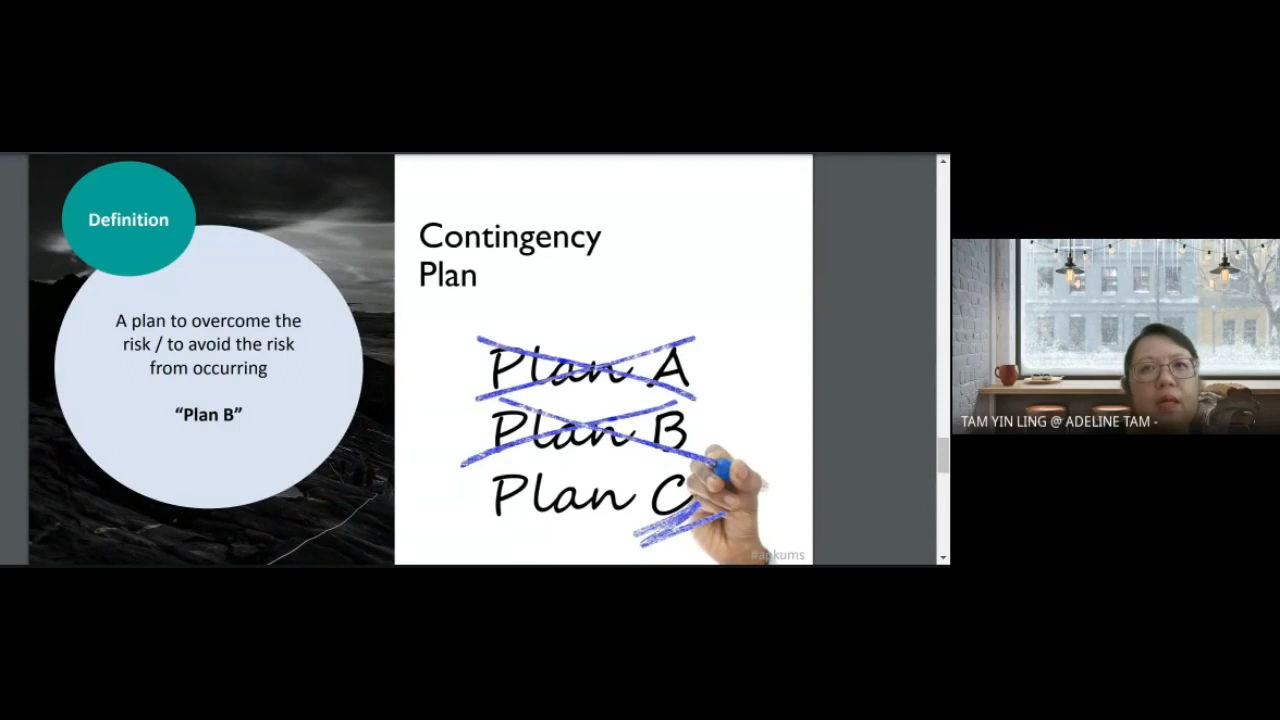 Definition
A plan to overcome the
risk / to avoid the risk
from occurring
“Plan B”
Contingency
Plan
Plan A
Plan B
Plan C
TAM YIN LING @ ADELINE TAM -